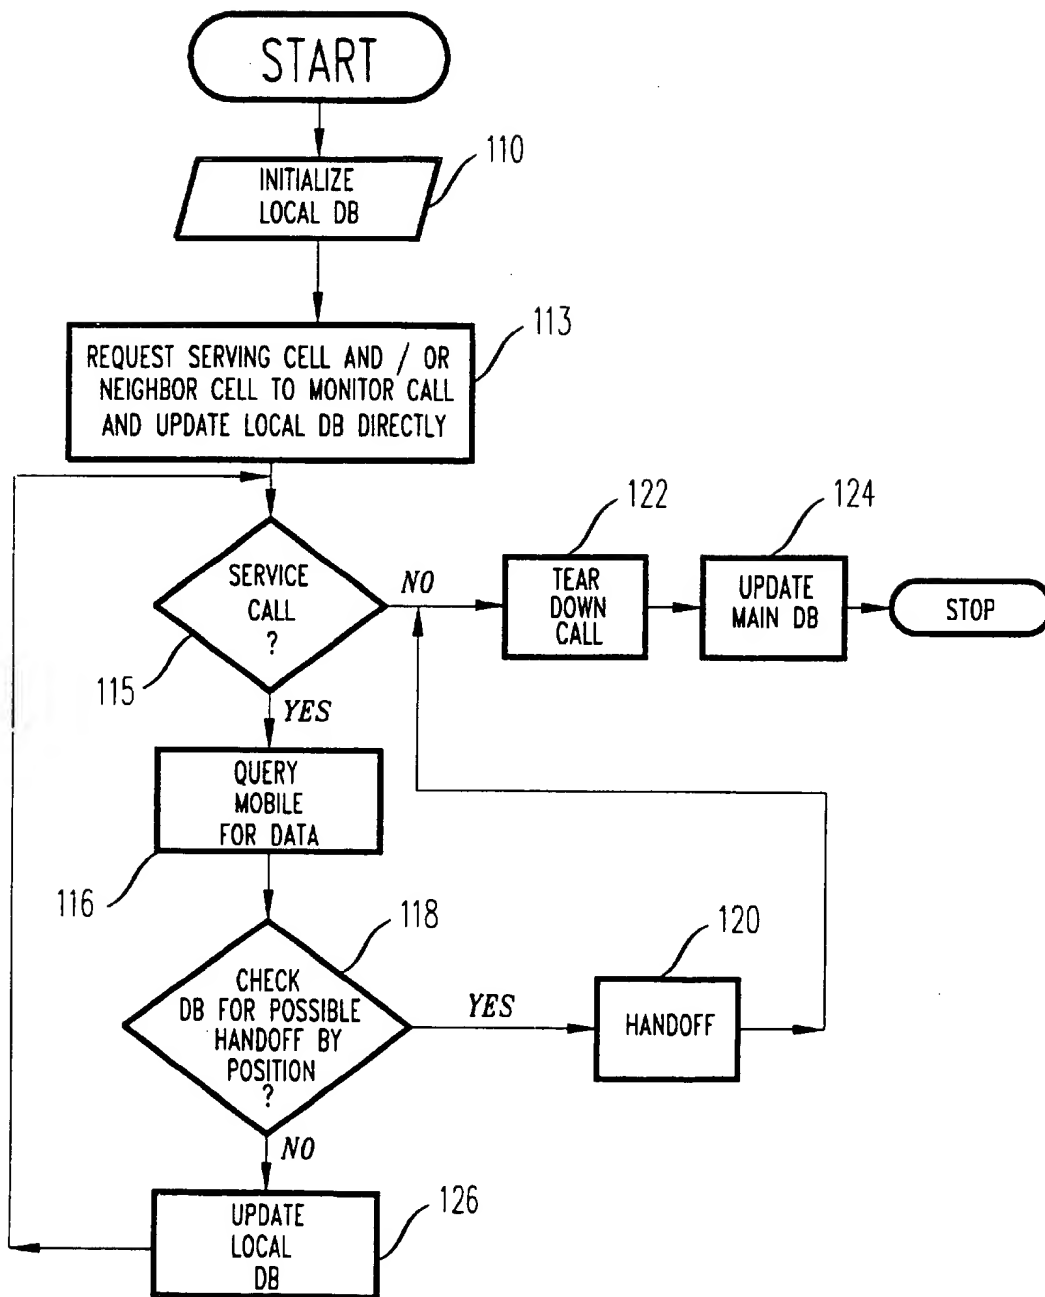 START
110
INITIALIZE
LOCAL DB
113
REQUEST SERVING CELL AND / OR
NEIGHBOR CELL TO MONITOR CALL
AND UPDATE LOCAL DB DIRECTLY
122
124
SERVICE
CALL
?
NO
TEAR
DOWN
CALL
UPDATE
MAIN DB
STOP
115
YES
QUERY
MOBILE
FOR DATA
116
118
120
CHECK
DB FOR POSSIBLE
HANDOFF BY
POSITION
?
YES
HANDOFF
NO
126
UPDATE
LOCAL
DB